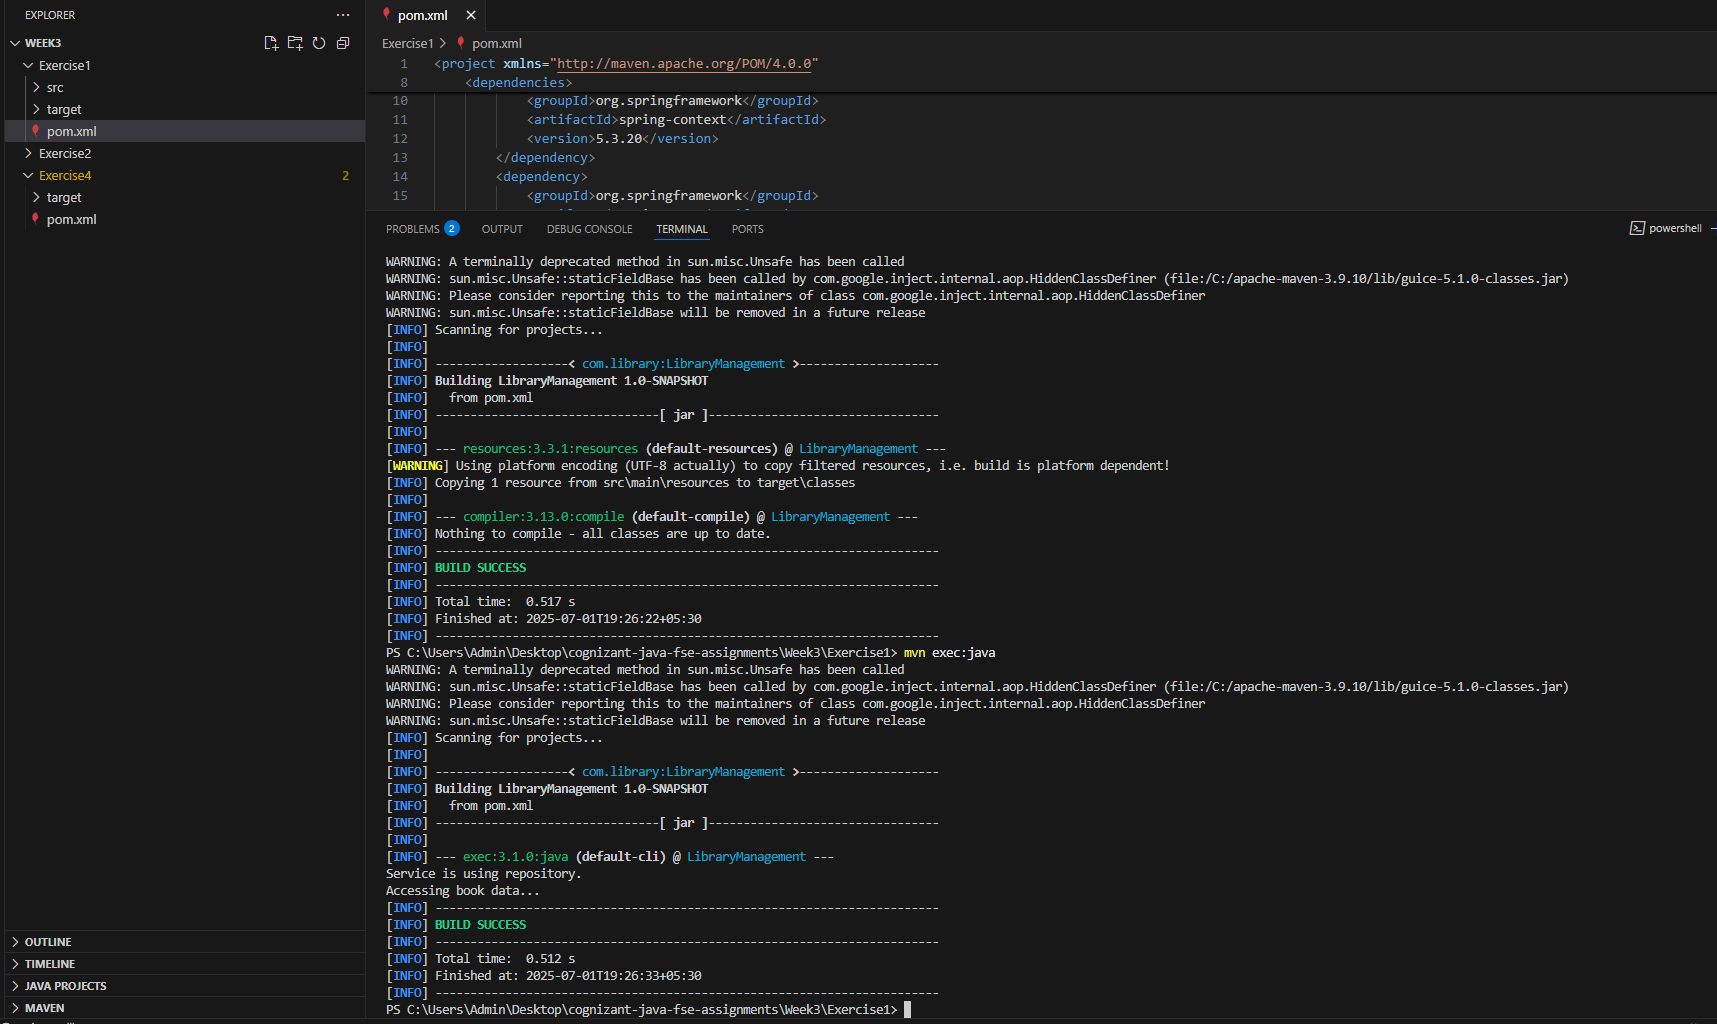 EXPLORER
WEEK3
Exercise1
src
target
pom.xml
Exercise2
Exercise4 2
target
pom.xml
OUTLINE
TIMELINE
JAVA PROJECTS
MAVEN
pom.xml
Exercise1 > pom.xml
1 <project xmlns="http://maven.apache.org/POM/4.0.0"
8 <dependencies>
10 <groupId>org.springframework</groupId>
11 <artifactId>spring-context</artifactId>
12 <version>5.3.20</version>
13 </dependency>
14 <dependency>
15 <groupId>org.springframework</groupId>
PROBLEMS 2 OUTPUT DEBUG CONSOLE TERMINAL PORTS
powershell
WARNING: A terminally deprecated method in sun.misc.Unsafe has been called
WARNING: sun.misc.Unsafe::staticFieldBase has been called by com.google.inject.internal.aop.HiddenClassDefiner (file:/C:/apache-maven-3.9.10/lib/guice-5.1.0-classes.jar)
WARNING: Please consider reporting this to the maintainers of class com.google.inject.internal.aop.HiddenClassDefiner
WARNING: sun.misc.Unsafe::staticFieldBase will be removed in a future release
[INFO] Scanning for projects...
[INFO]
[INFO] -------------------< com.library:LibraryManagement >--------------------
[INFO] Building LibraryManagement 1.0-SNAPSHOT
[INFO]   from pom.xml
[INFO] --------------------------------[ jar ]---------------------------------
[INFO]
[INFO] --- resources:3.3.1:resources (default-resources) @ LibraryManagement ---
[WARNING] Using platform encoding (UTF-8 actually) to copy filtered resources, i.e. build is platform dependent!
[INFO] Copying 1 resource from src\main\resources to target\classes
[INFO]
[INFO] --- compiler:3.13.0:compile (default-compile) @ LibraryManagement ---
[INFO] Nothing to compile - all classes are up to date.
[INFO] ------------------------------------------------------------------------
[INFO] BUILD SUCCESS
[INFO] ------------------------------------------------------------------------
[INFO] Total time:  0.517 s
[INFO] Finished at: 2025-07-01T19:26:22+05:30
[INFO] ------------------------------------------------------------------------
PS C:\Users\Admin\Desktop\cognizant-java-fse-assignments\Week3\Exercise1> mvn exec:java
WARNING: A terminally deprecated method in sun.misc.Unsafe has been called
WARNING: sun.misc.Unsafe::staticFieldBase has been called by com.google.inject.internal.aop.HiddenClassDefiner (file:/C:/apache-maven-3.9.10/lib/guice-5.1.0-classes.jar)
WARNING: Please consider reporting this to the maintainers of class com.google.inject.internal.aop.HiddenClassDefiner
WARNING: sun.misc.Unsafe::staticFieldBase will be removed in a future release
[INFO] Scanning for projects...
[INFO]
[INFO] -------------------< com.library:LibraryManagement >--------------------
[INFO] Building LibraryManagement 1.0-SNAPSHOT
[INFO]   from pom.xml
[INFO] --------------------------------[ jar ]---------------------------------
[INFO]
[INFO] --- exec:3.1.0:java (default-cli) @ LibraryManagement ---
Service is using repository.
Accessing book data...
[INFO] ------------------------------------------------------------------------
[INFO] BUILD SUCCESS
[INFO] ------------------------------------------------------------------------
[INFO] Total time:  0.512 s
[INFO] Finished at: 2025-07-01T19:26:33+05:30
[INFO] ------------------------------------------------------------------------
PS C:\Users\Admin\Desktop\cognizant-java-fse-assignments\Week3\Exercise1>